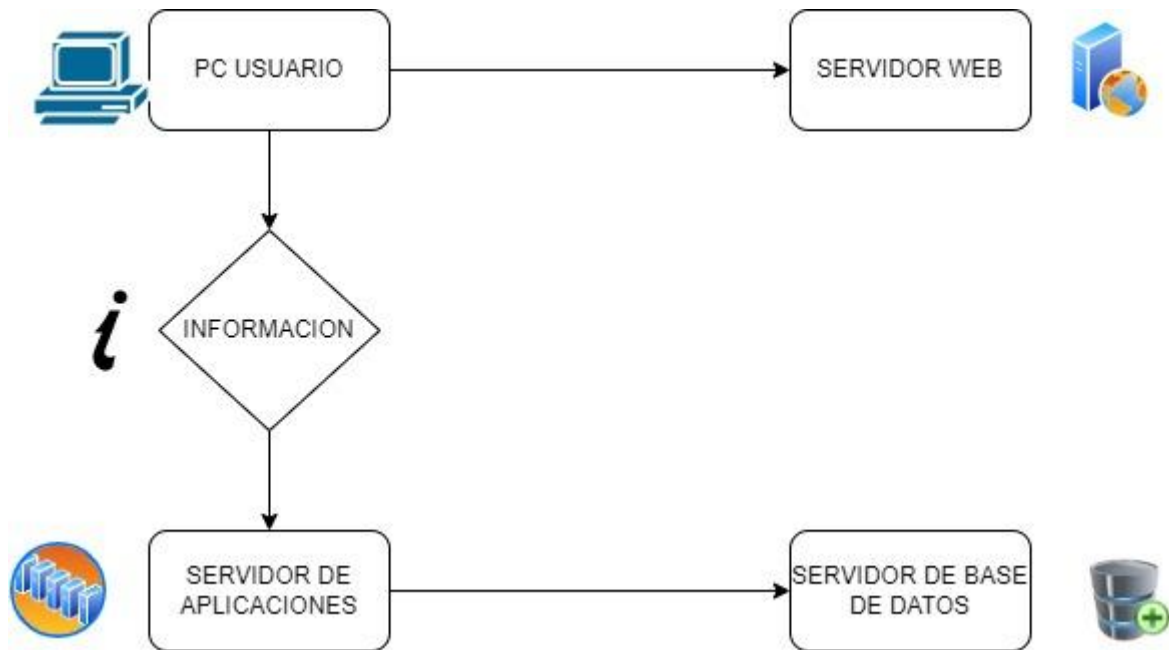 PC USUARIO
SERVIDOR WEB
INFORMACION
SERVIDOR DE
APLICACIONES
SERVIDOR DE BASE
DE DATOS